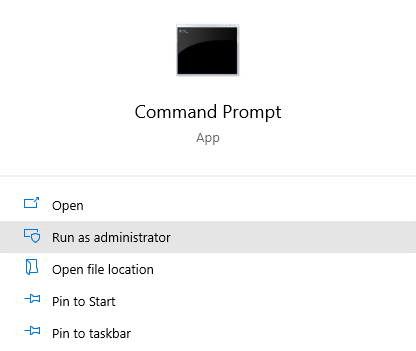 Command Prompt
App
Open
Run as administrator
Open file location
Pin to Start
Pin to taskbar